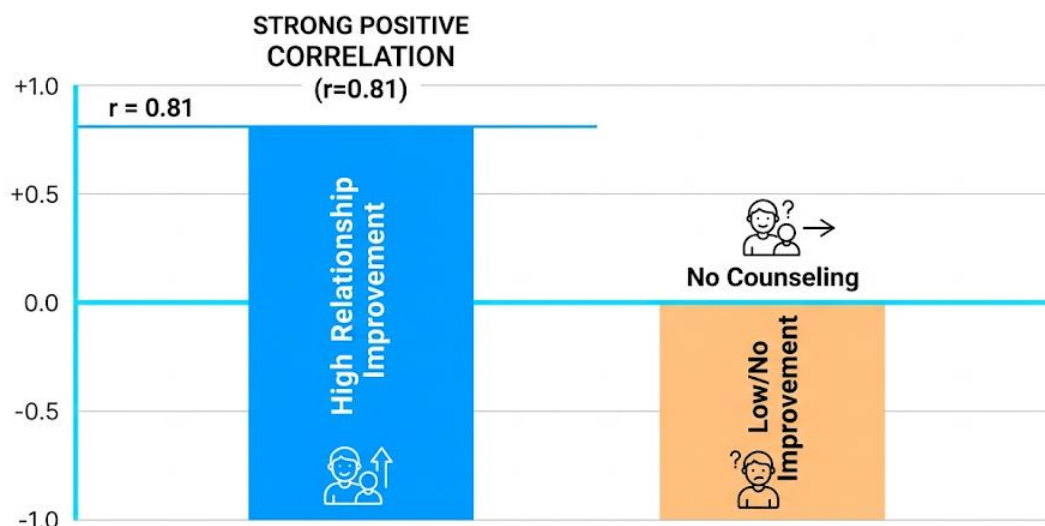 STRONG POSITIVE
CORRELATION
(r=0.81)
+1.0
r = 0.81
+0.5
0.0
-0.5
-1.0
High Relationship
Improvement
?
No Counseling
Low/No
Improvement
?